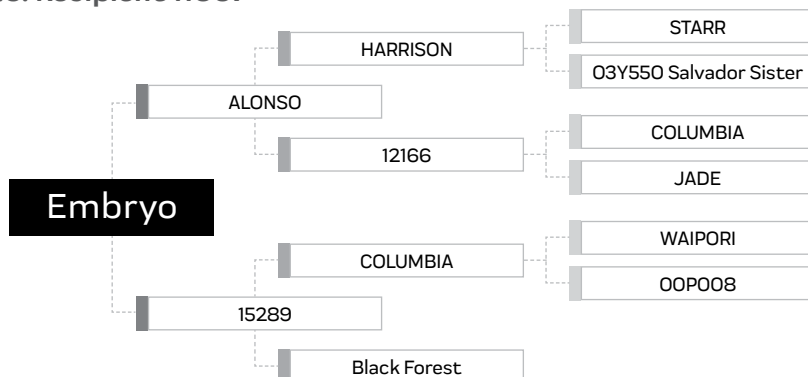 STARR
HARRISON
03Y550 Salvador Sister
ALONSO
COLUMBIA
12166
JADE
Embryo
WAIPORI
COLUMBIA
00P008
15289
Black Forest